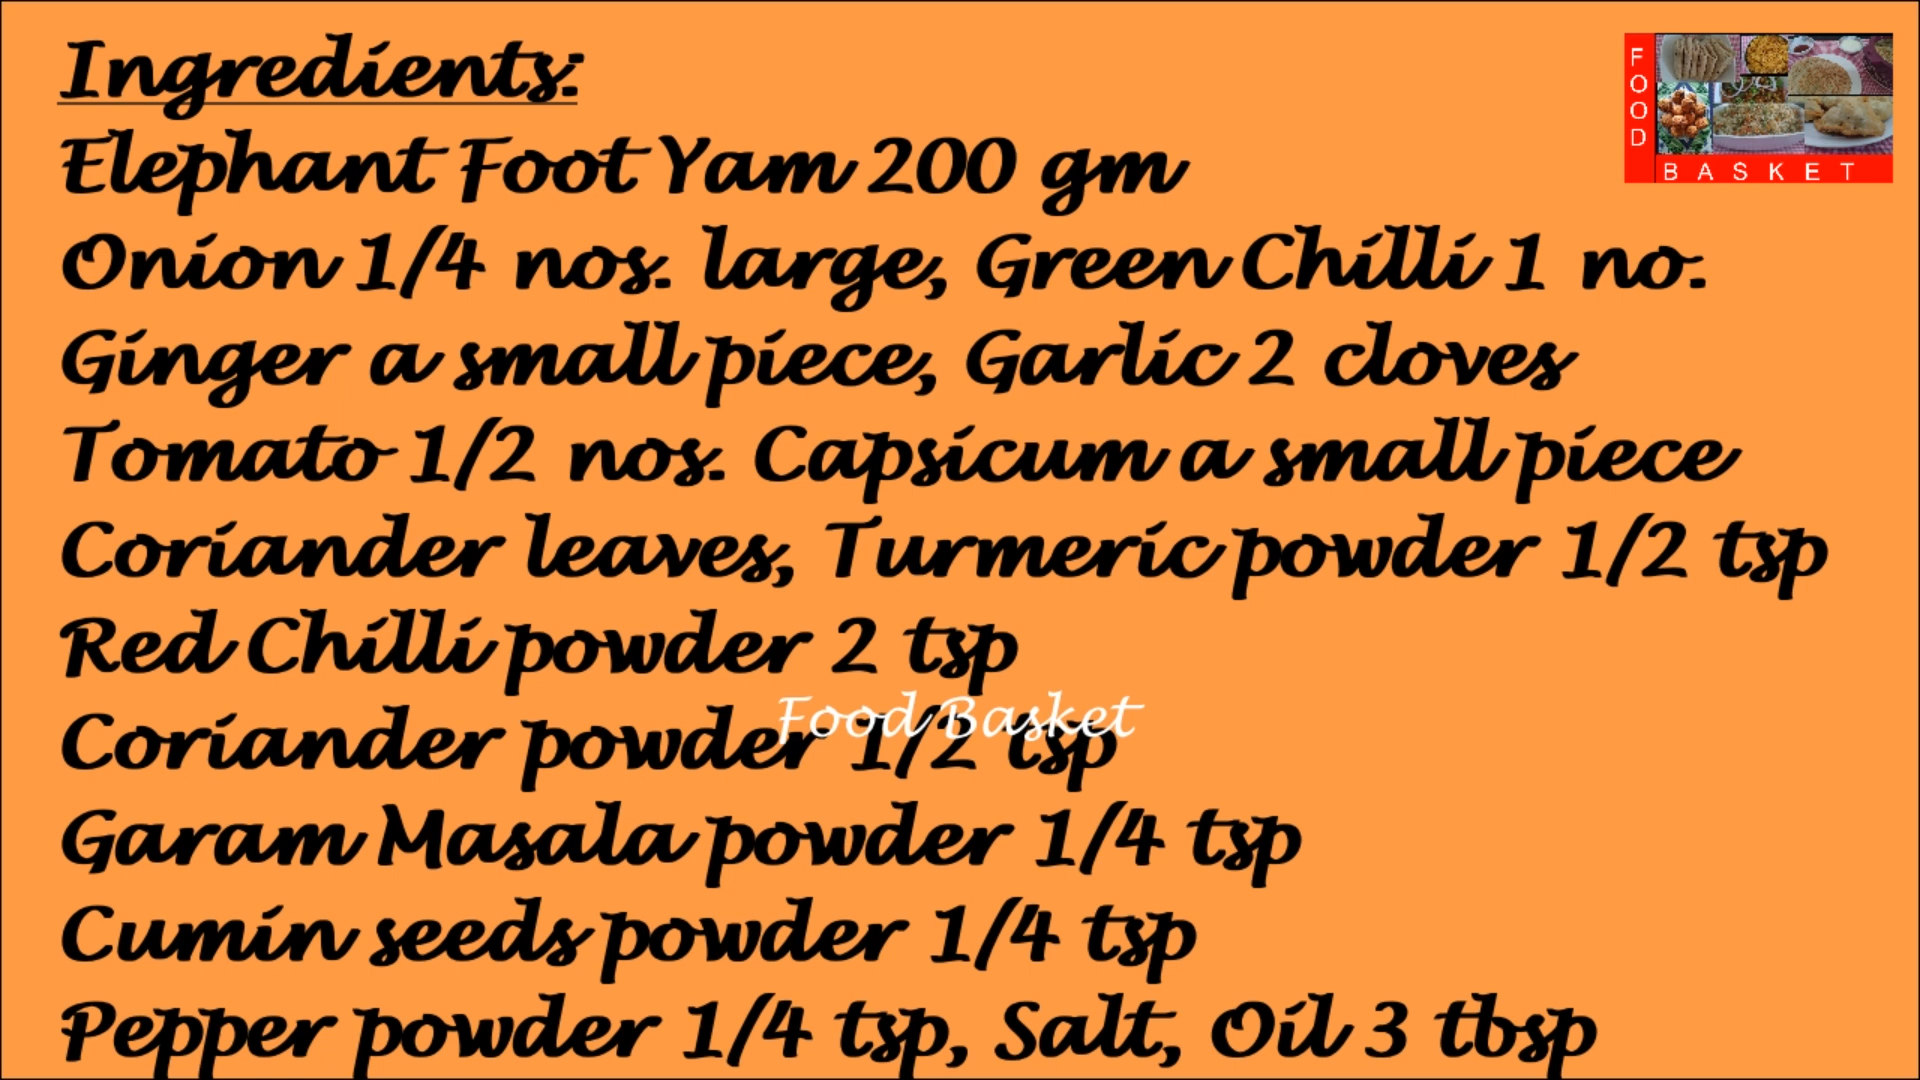 Ingredients:
Elephant Foot Yam 200 gm
Onion 1/4 nos. large, Green Chilli 1 no.
Ginger a small piece, Garlic 2 cloves
Tomato 1/2 nos. Capsicum a small piece
Coriander leaves, Turmeric powder 1/2 tsp
Red Chilli powder 2 tsp
Coriander powder 1/2 tsp
Garam Masala powder 1/4 tsp
Cumin seeds powder 1/4 tsp
Pepper powder 1/4 tsp, Salt, Oil 3 tbsp
Food Basket
FOOD
BASKET